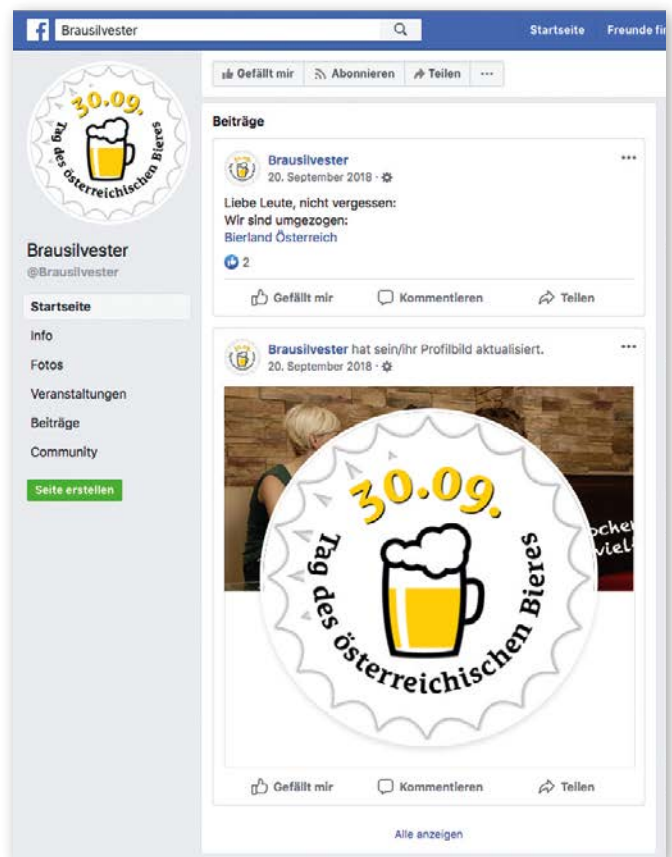 Brausilvester
Startseite Freunde fin
30.09.
Tag des österreichischen Bieres
Brausilvester
@Brausilvester
Startseite
Info
Fotos
Veranstaltungen
Beiträge
Community
Seite erstellen
Gefällt mir Abonnieren Teilen ...
Beiträge
Brausilvester
20. September 2018 ·
Liebe Leute, nicht vergessen:
Wir sind umgezogen:
Bierland Österreich
2
Gefällt mir Kommentieren Teilen
Brausilvester hat sein/ihr Profilbild aktualisiert.
20. September 2018 ·
30.09.
Tag des österreichischen Bieres
Gefällt mir Kommentieren Teilen
Alle anzeigen